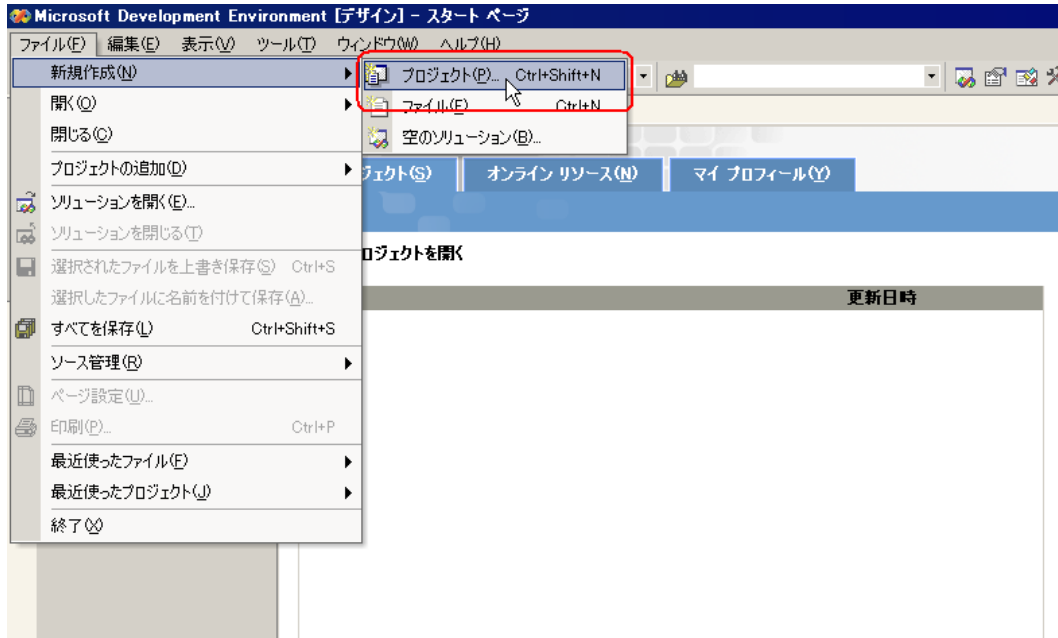 Microsoft Development Environment [デザイン] - スタート ページ
ファイル(F) 編集(E) 表示(V) ツール(T) ウィンドウ(W) ヘルプ(H)
新規作成(N)
開く(O)
閉じる(C)
プロジェクトの追加(D)
ソリューションを開く(E)...
ソリューションを閉じる(T)
選択されたファイルを上書き保存(S) Ctrl+S
選択したファイルに名前を付けて保存(A)...
すべてを保存(L) Ctrl+Shift+S
ソース管理(R)
ページ設定(U)...
印刷(P)... Ctrl+P
最近使ったファイル(F)
最近使ったプロジェクト(J)
終了(X)
プロジェクト(P)... Ctrl+Shift+N
ファイル(F)... Ctrl+N
空のソリューション(B)...
ジェクト(S) オンライン リソース(N) マイ プロフィール(Y)
ロジェクトを開く
更新日時